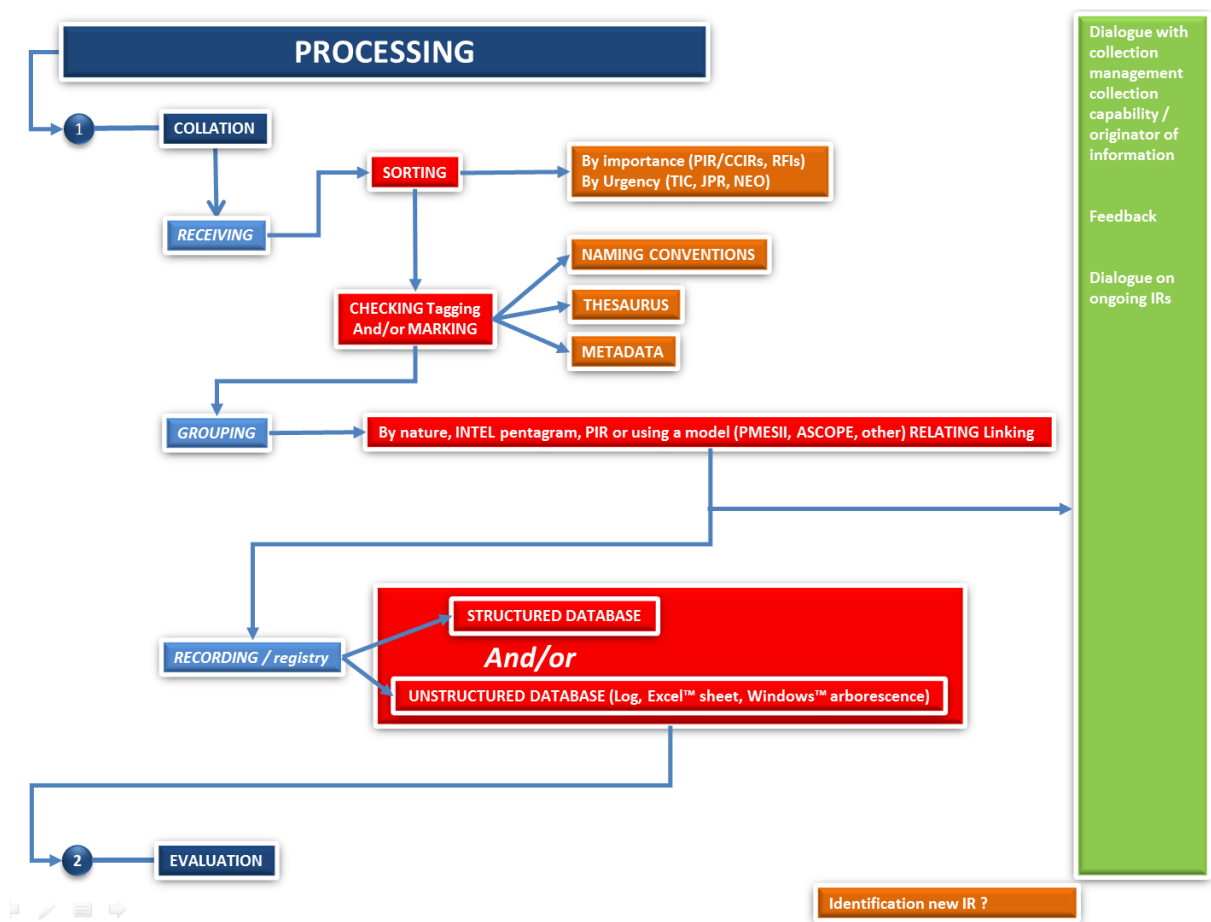 PROCESSING
1
COLLATION
RECEIVING
SORTING
By importance (PIR/CCIRs, RFIs)
By Urgency (TIC, JPR, NEO)
CHECKING Tagging
And/or MARKING
NAMING CONVENTIONS
THESAURUS
METADATA
GROUPING
By nature, INTEL pentagram, PIR or using a model (PMESII, ASCOPE, other) RELATING Linking
RECORDING / registry
STRUCTURED DATABASE
And/or
UNSTRUCTURED DATABASE (Log, Excel™ sheet, Windows™ arborescence)
2
EVALUATION
Dialogue with
collection
management
collection
capability /
originator of
information
Feedback
Dialogue on
ongoing IRs
Identification new IR ?